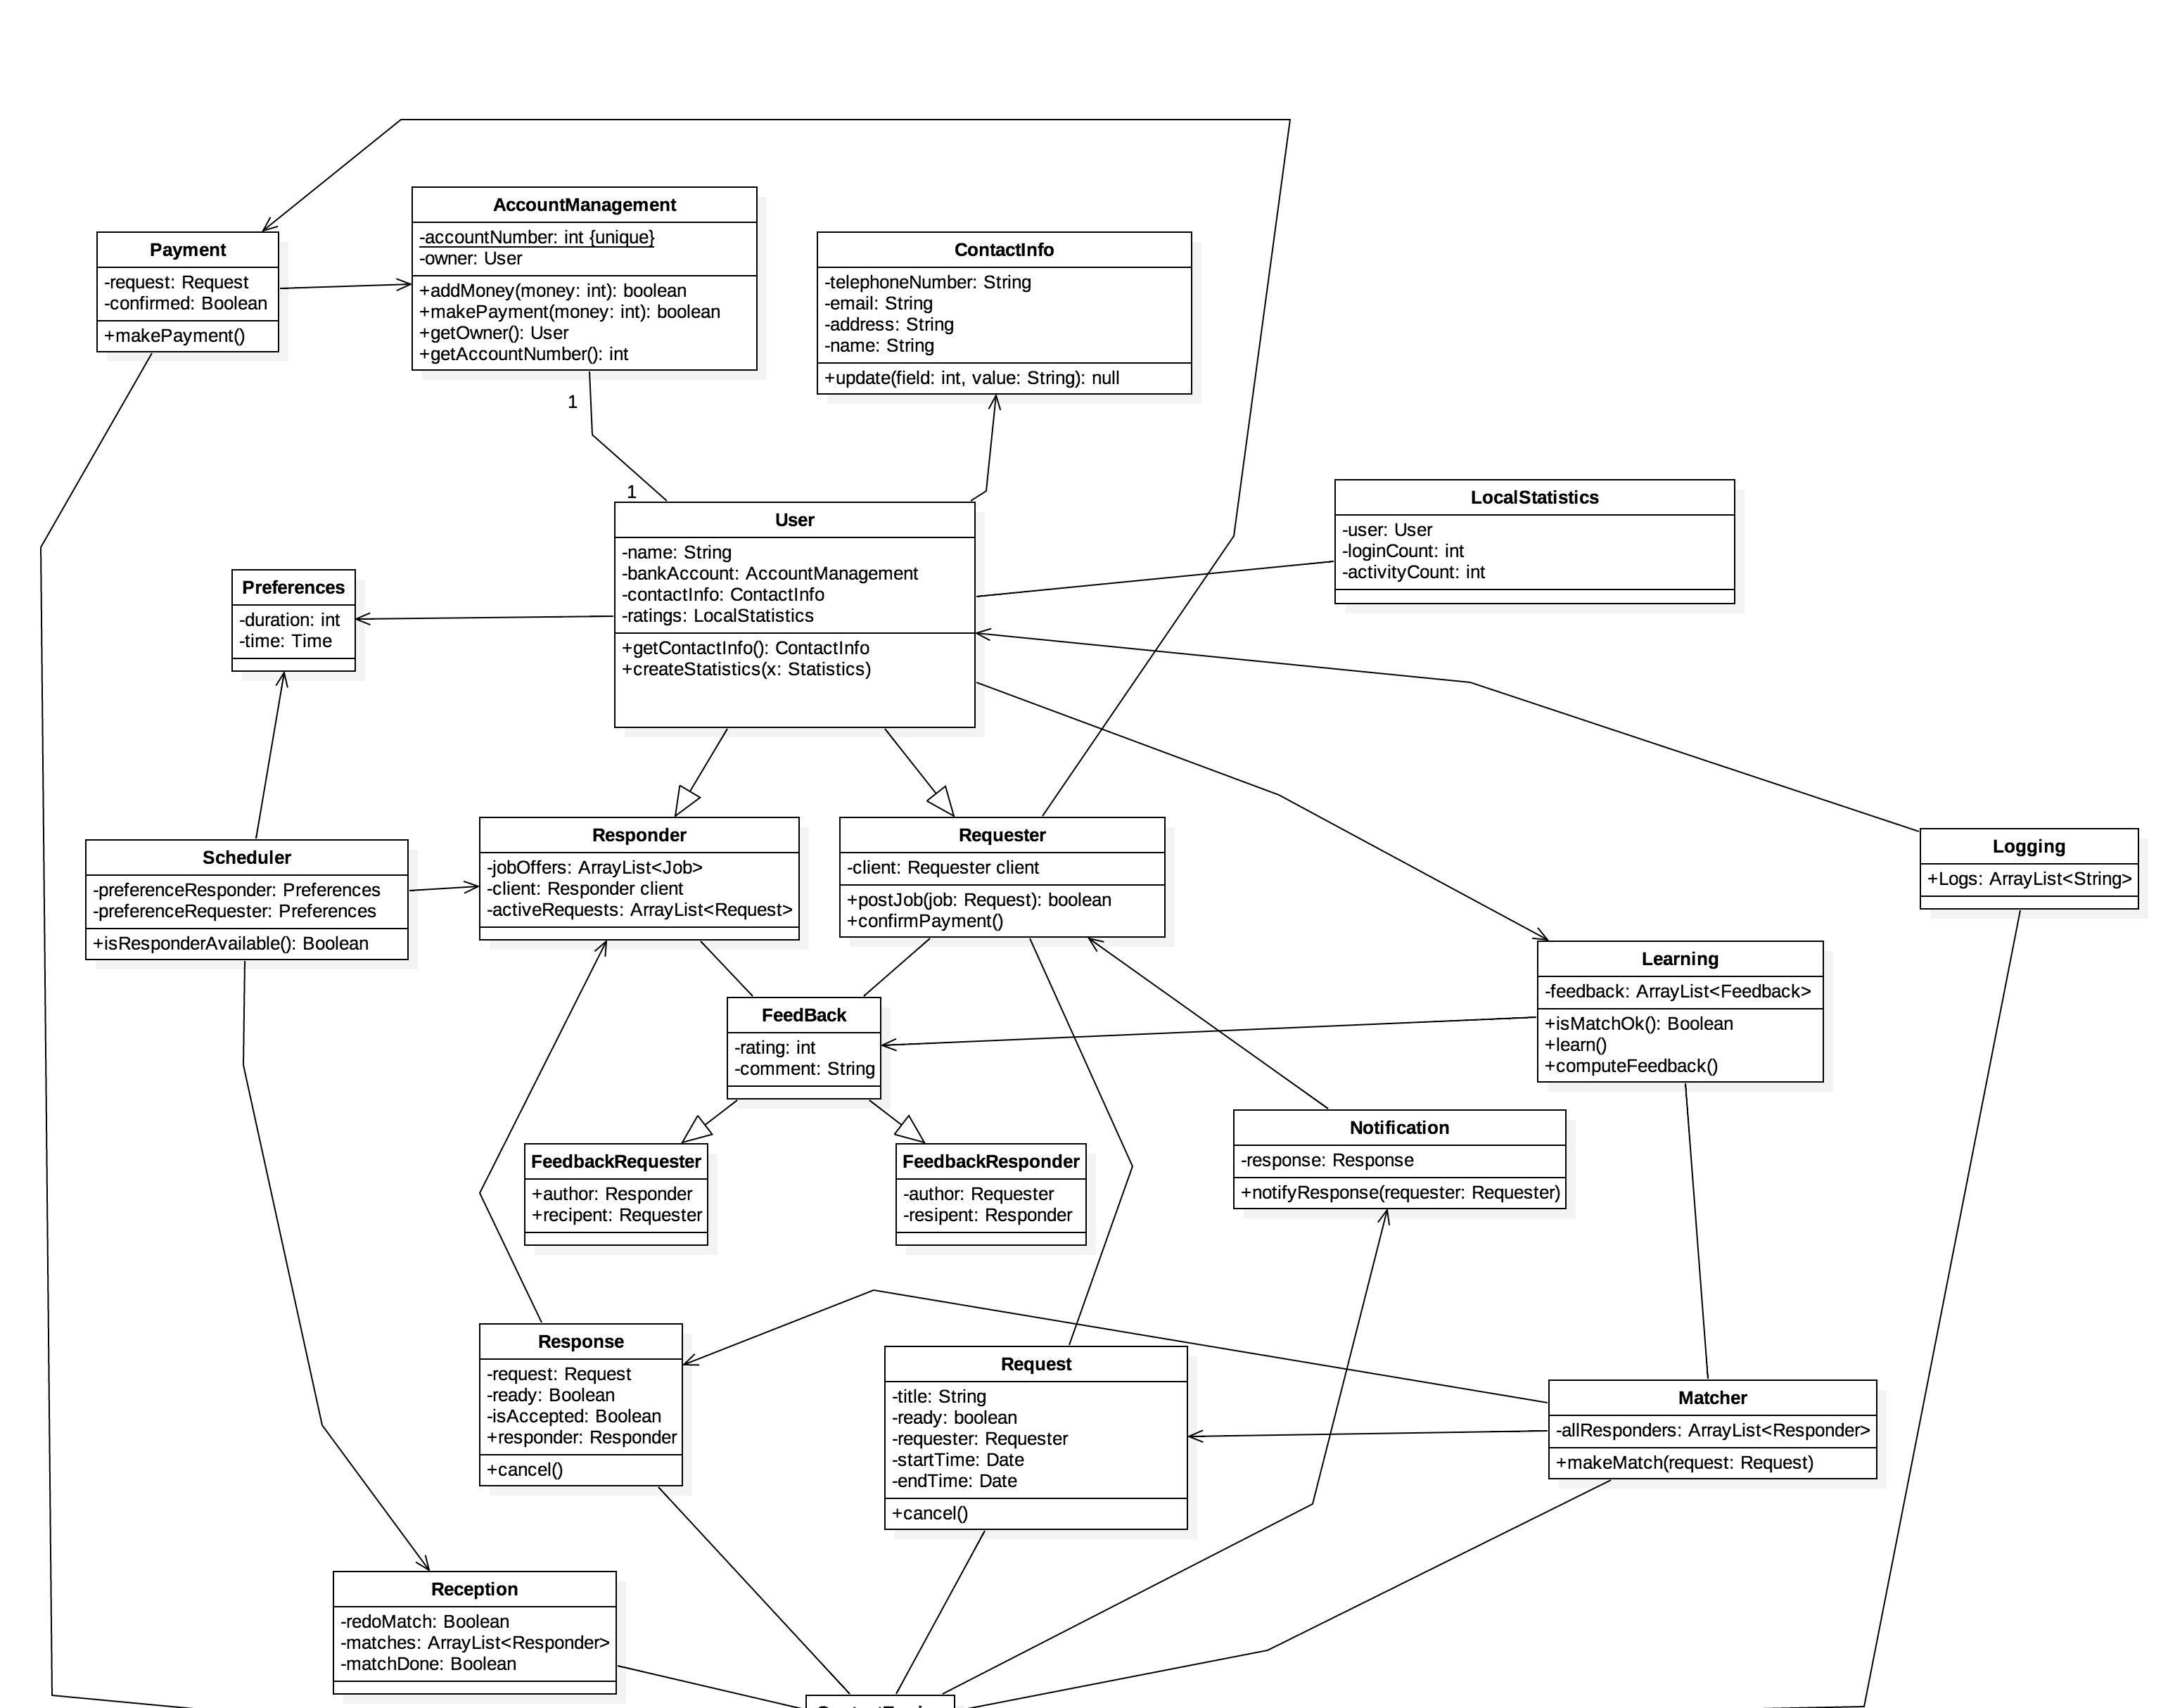 AccountManagement
-accountNumber: int {unique}
-owner: User
+addMoney(money: int): boolean
+makePayment(money: int): boolean
+getOwner(): User
+getAccountNumber(): int
Payment
-request: Request
-confirmed: Boolean
+makePayment()
ContactInfo
-telephoneNumber: String
-email: String
-address: String
-name: String
+update(field: int, value: String): null
1
1
User
-name: String
-bankAccount: AccountManagement
-contactInfo: ContactInfo
-ratings: LocalStatistics
+getContactInfo(): ContactInfo
+createStatistics(x: Statistics)
LocalStatistics
-user: User
-loginCount: int
-activityCount: int
Preferences
-duration: int
-time: Time
Scheduler
-preferenceResponder: Preferences
-preferenceRequester: Preferences
+isResponderAvailable(): Boolean
Responder
-jobOffers: ArrayList<Job>
-client: Responder client
-activeRequests: ArrayList<Request>
Requester
-client: Requester client
+postJob(job: Request): boolean
+confirmPayment()
Logging
+Logs: ArrayList<String>
Learning
-feedback: ArrayList<Feedback>
+isMatchOk(): Boolean
+learn()
+computeFeedback()
FeedBack
-rating: int
-comment: String
FeedbackRequester
+author: Responder
+recipent: Requester
FeedbackResponder
-author: Requester
-resipent: Responder
Notification
-response: Response
+notifyResponse(requester: Requester)
Response
-request: Request
-ready: Boolean
-isAccepted: Boolean
+responder: Responder
+cancel()
Request
-title: String
-ready: boolean
-requester: Requester
-startTime: Date
-endTime: Date
+cancel()
Matcher
-allResponders: ArrayList<Responder>
+makeMatch(request: Request)
Reception
-redoMatch: Boolean
-matches: ArrayList<Responder>
-matchDone: Boolean